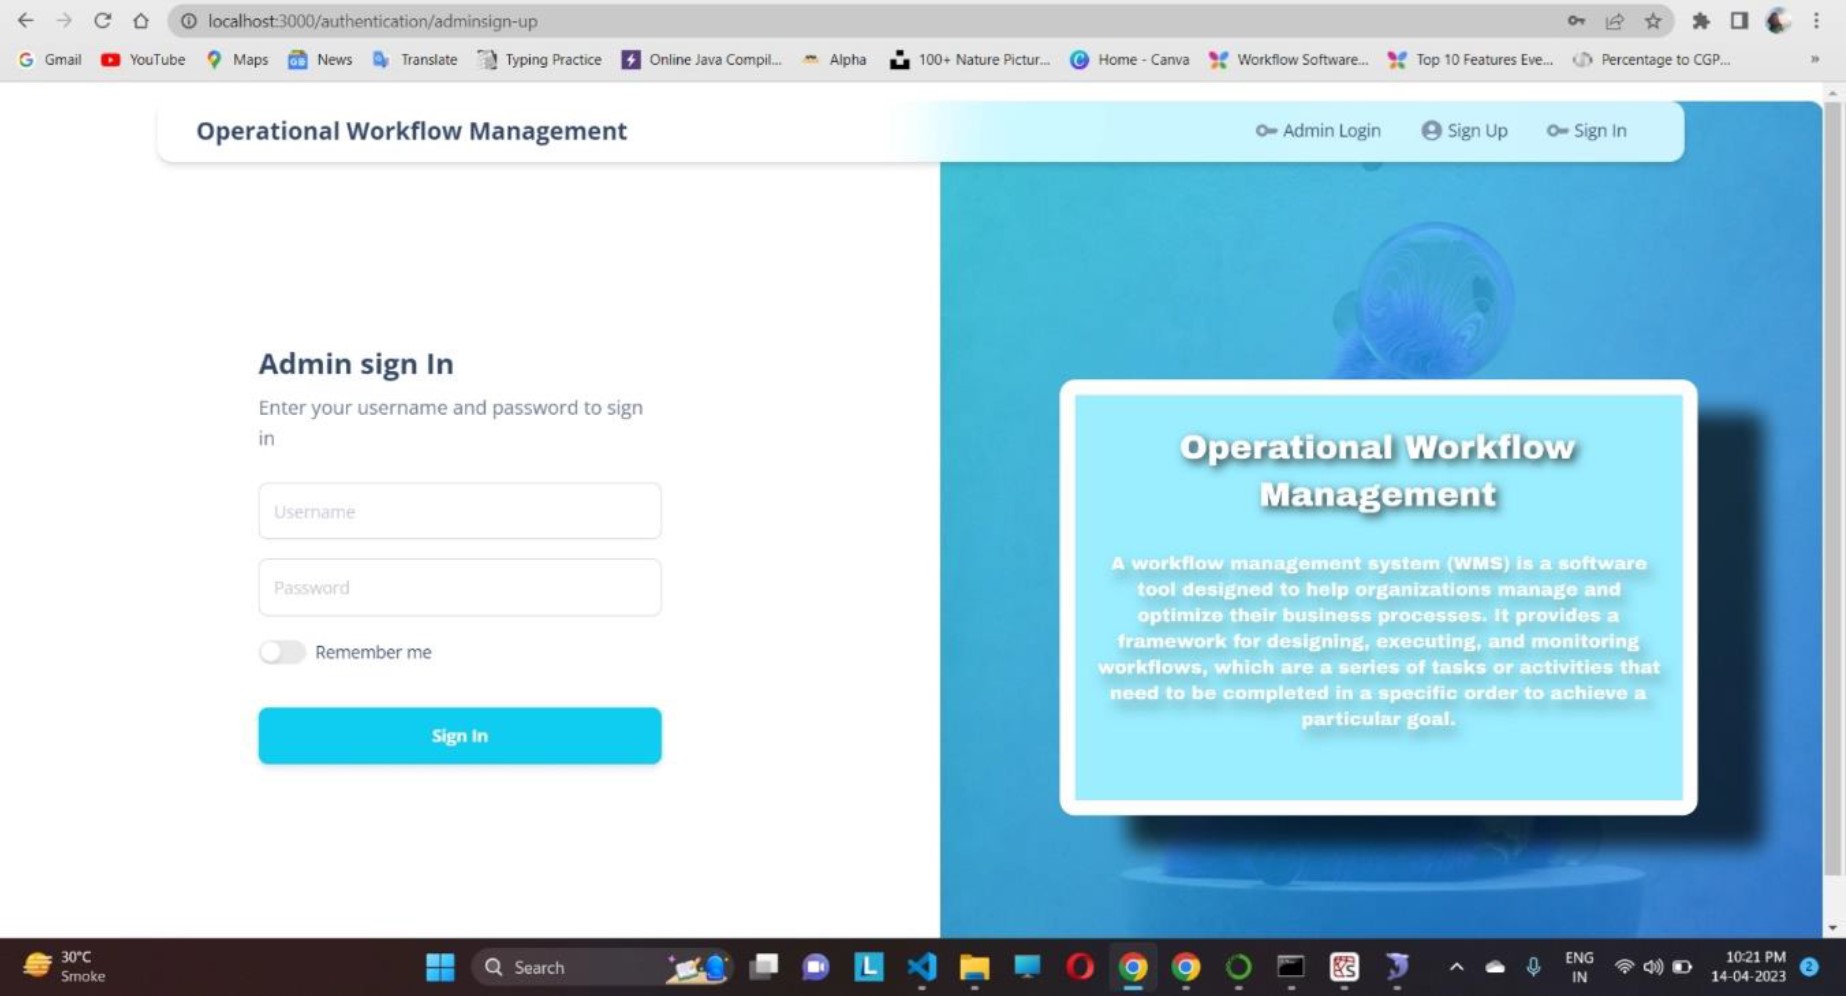 localhost:3000/authentication/adminsign-up
Gmail YouTube Maps News Translate Typing Practice Online Java Compil... Alpha 100+ Nature Pictur... Home - Canva Workflow Software... Top 10 Features Eve... Percentage to CGP... »
Operational Workflow Management
Admin Login Sign Up Sign In
Admin sign In
Enter your username and password to sign
in
Username
Password
Remember me
Sign In
Operational Workflow
Management
A workflow management system (WMS) is a software
tool designed to help organizations manage and
optimize their business processes. It provides a
framework for designing, executing, and monitoring
workflows, which are a series of tasks or activities that
need to be completed in a specific order to achieve a
particular goal.
30°C
Smoke
Search
ENG
IN
10:21 PM
14-04-2023
2